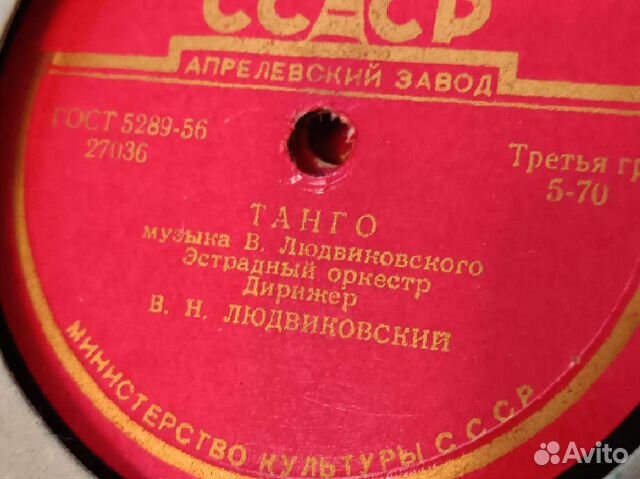 СССР
АПРЕЛЕВСКИЙ ЗАВОД
ГОСТ 5289-56
27036
Третья гр
5-70
ТАНГО
музыка В. Людвиковского
Эстрадный оркестр
Дирижер
В. Н. ЛЮДВИКОВСКИЙ
МИНИСТЕРСТВО КУЛЬТУРЫ СССР
Avito